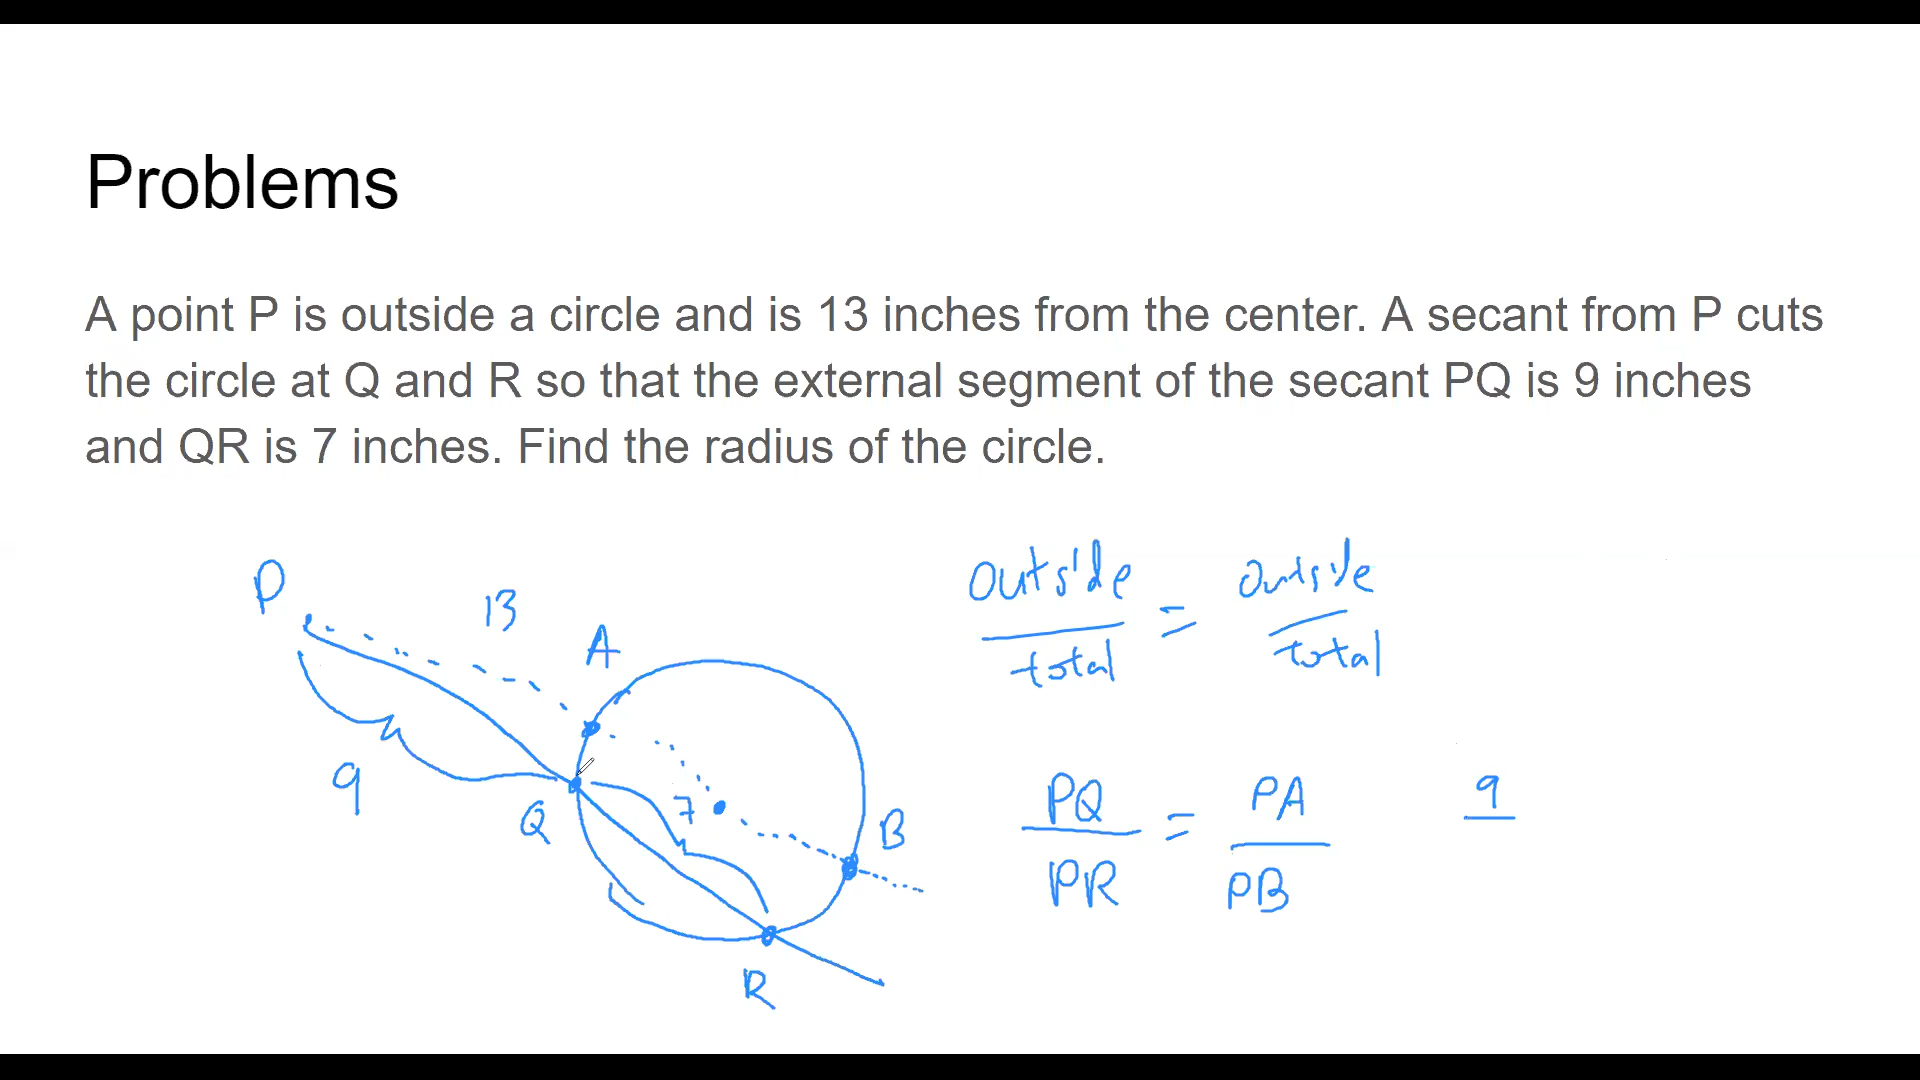 Problems
A point P is outside a circle and is 13 inches from the center. A secant from P cuts
the circle at Q and R so that the external segment of the secant PQ is 9 inches
and QR is 7 inches. Find the radius of the circle.
P
13
A
9
Q
7
B
R
outside = outside
total total
PQ = PA 9
PR PB